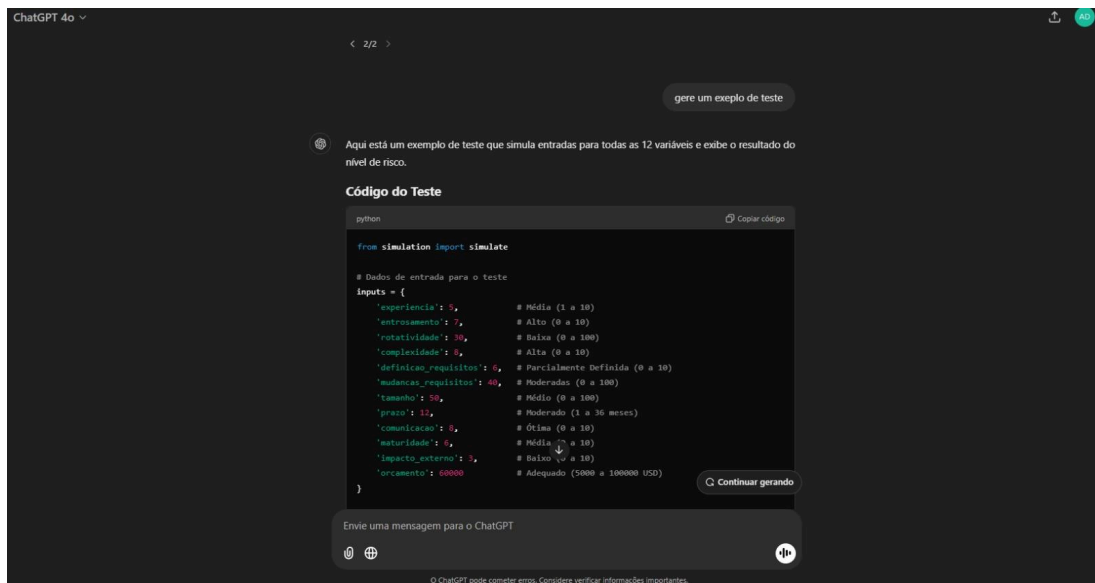 ChatGPT 4o
AD
2/2
gere um exeplo de teste
Aqui está um exemplo de teste que simula entradas para todas as 12 variáveis e exibe o resultado do
nível de risco.
Código do Teste
python
Copiar código
from simulation import simulate
# Dados de entrada para o teste
inputs = {
'experiencia': 5, # Média (1 a 10)
'entrosamento': 7, # Alto (0 a 10)
'rotatividade': 30, # Baixa (0 a 100)
'complexidade': 8, # Alta (0 a 10)
'definicao_requisitos': 6, # Parcialmente Definida (0 a 10)
'mudancas_requisitos': 40, # Moderadas (0 a 100)
'tamanho': 50, # Médio (0 a 100)
'prazo': 12, # Moderado (1 a 36 meses)
'comunicacao': 8, # Ótima (0 a 10)
'maturidade': 6, # Média a 10)
'impacto_externo': 3, # Baixo a 10)
'orcamento': 60000 # Adequado (5000 a 100000 USD)
}
Continuar gerando
Envie uma mensagem para o ChatGPT
O ChatGPT pode cometer erros. Considere verificar informações importantes.